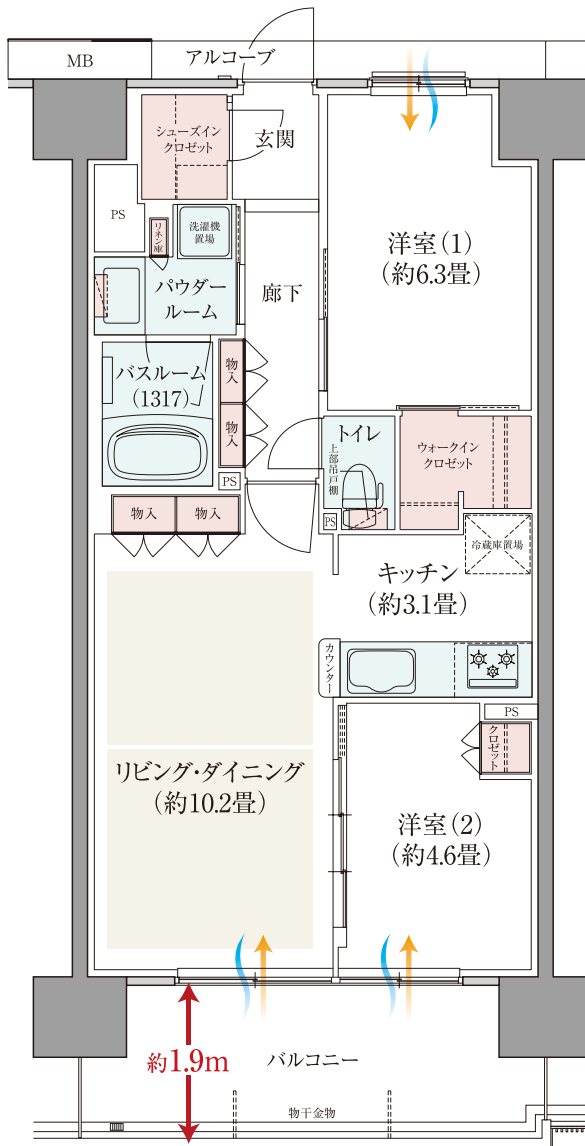 MB
アルコーブ
シューズイン
クロゼット
玄関
PS
リネン庫
洗濯機
置場
洋室(1)
(約6.3畳)
廊下
パウダー
ルーム
バスルーム
(1317)
物入
物入
トイレ
上部吊戸棚
ウォークイン
クロゼット
PS
PS
物入
物入
冷蔵庫置場
キッチン
(約3.1畳)
カウンター
PS
クロゼット
リビング・ダイニング
(約10.2畳)
洋室(2)
(約4.6畳)
約1.9m
バルコニー
物干金物